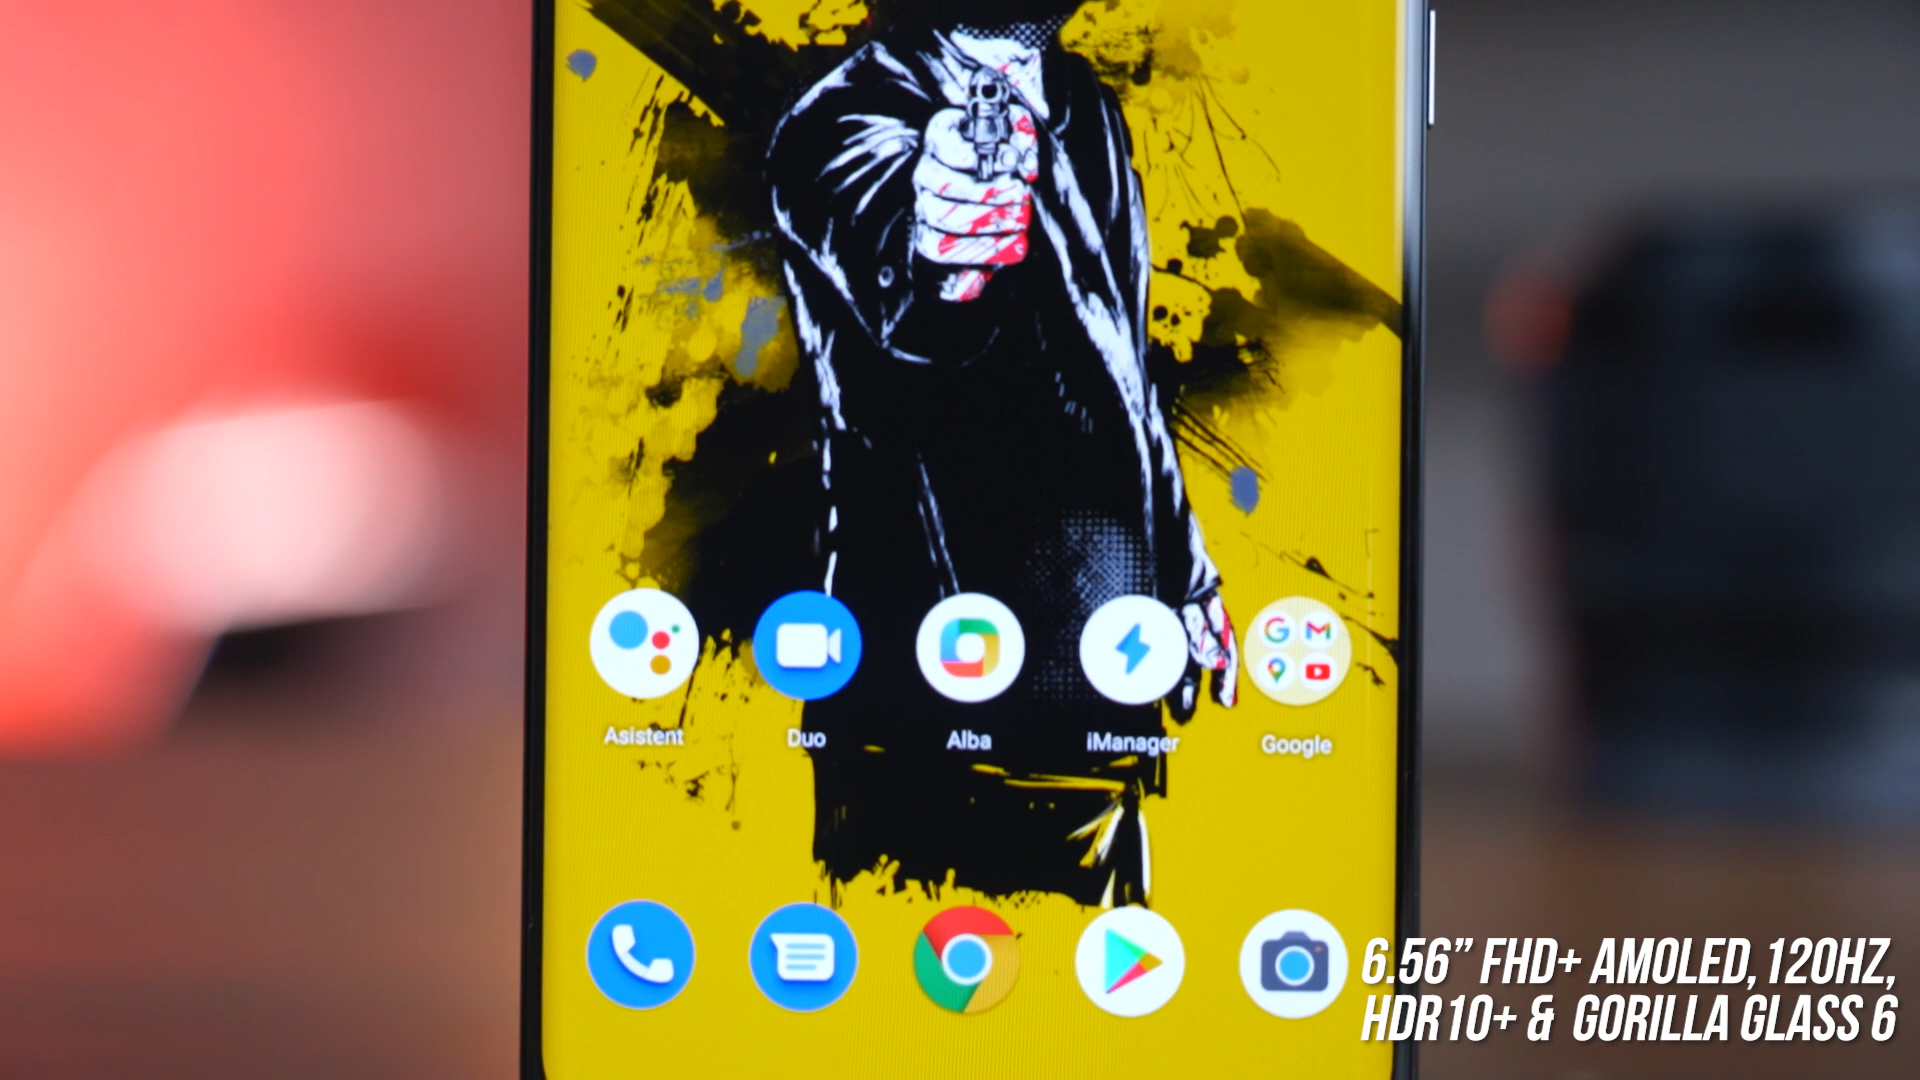 Asistent
Duo
Alba
iManager
Google
6.56” FHD+ AMOLED, 120HZ,
HDR10+ & GORILLA GLASS 6